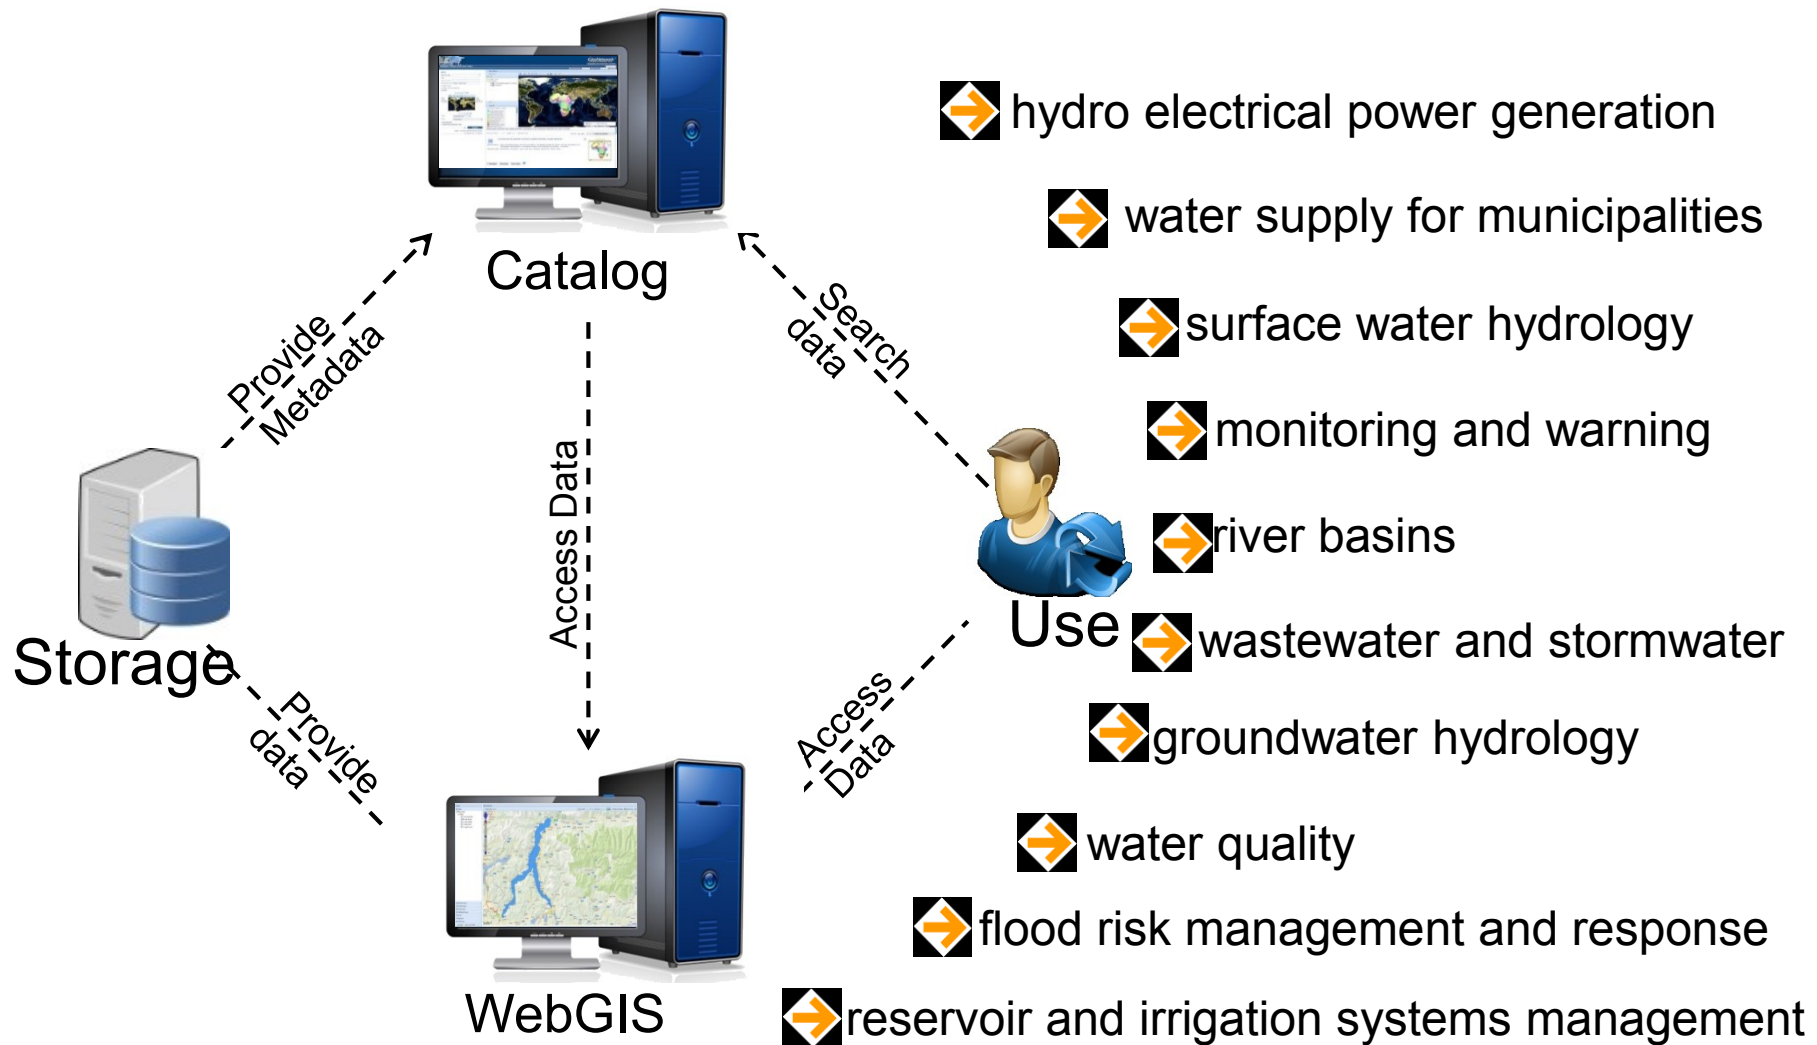 Catalog
Provide
Metadata
Search
data
Access Data
Storage
Use
Provide
data
Access
Data
WebGIS
hydro electrical power generation
water supply for municipalities
surface water hydrology
monitoring and warning
river basins
wastewater and stormwater
groundwater hydrology
water quality
flood risk management and response
reservoir and irrigation systems management